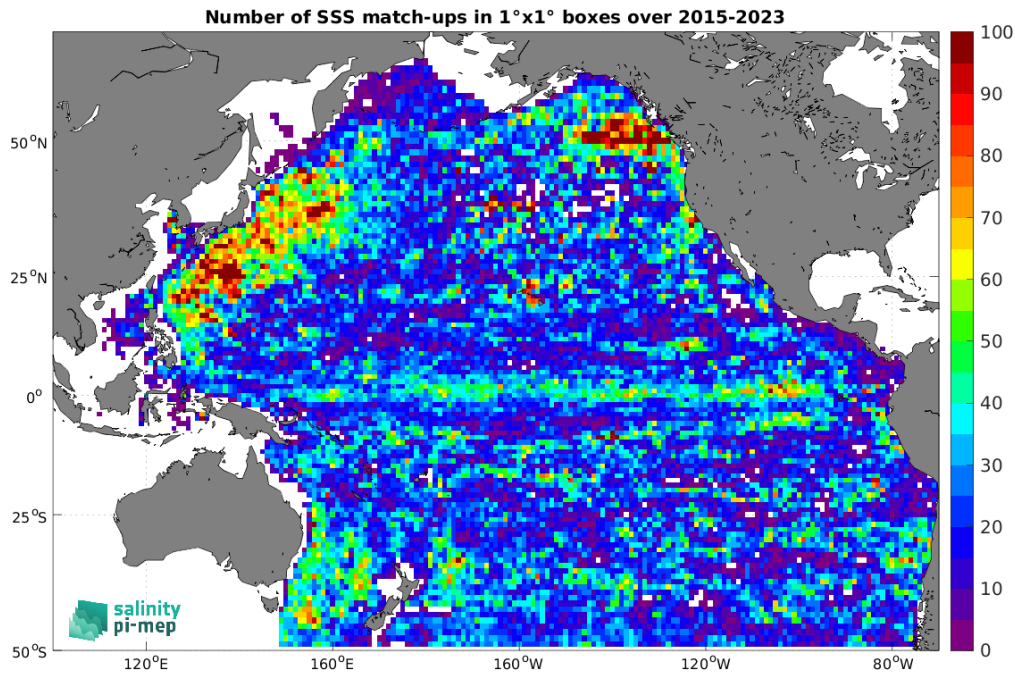 Number of SSS match-ups in 1°x1° boxes over 2015-2023
100
90
80
70
60
50
40
30
20
10
0
50°N
25°N
0°
25°S
50°S
120°E
160°E
160°W
120°W
80°W
salinity
pi-mep